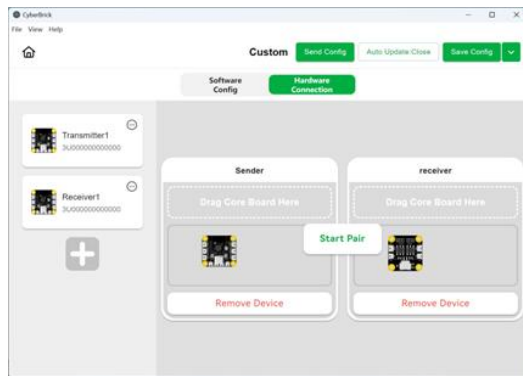 CyberBrick
File View Help
Custom
Send Config
Auto Update:Close
Save Config
Software
Config
Hardware
Connection
Transmitter1
3U000000000000
Receiver1
3U000000000000
Sender
receiver
Drag Core Board Here
Drag Core Board Here
Start Pair
Remove Device
Remove Device